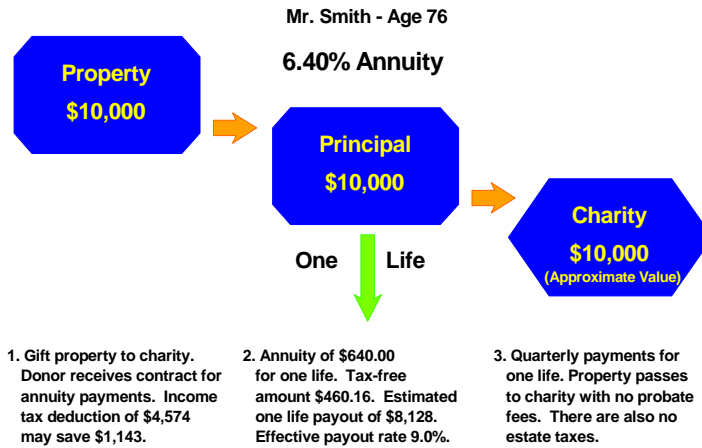 Mr. Smith - Age 76
6.40% Annuity
Property
$10,000
Principal
$10,000
Charity
$10,000
(Approximate Value)
One Life
1. Gift property to charity.
Donor receives contract for
annuity payments. Income
tax deduction of $4,574
may save $1,143.
2. Annuity of $640.00
for one life. Tax-free
amount $460.16. Estimated
one life payout of $8,128.
Effective payout rate 9.0%.
3. Quarterly payments for
one life. Property passes
to charity with no probate
fees. There are also no
estate taxes.